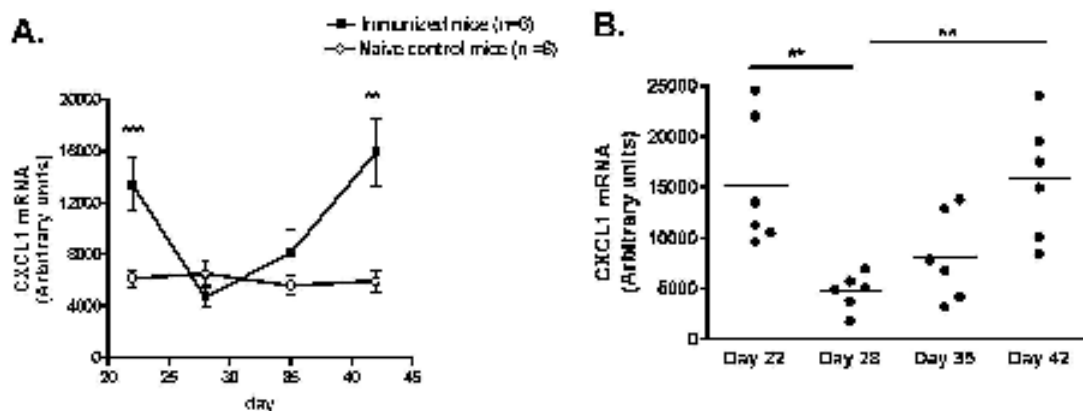 A.
Immunized mice (n=6)
Naive control mice (n =6)
CXCL1 mRNA
(Arbitrary units)
20000
16000
12000
8000
4000
0
***
**
20 25 30 35 40 45
day
B.
**
**
CXCL1 mRNA
(Arbitrary units)
25000
20000
15000
10000
5000
0
Day 22 Day 28 Day 35 Day 42